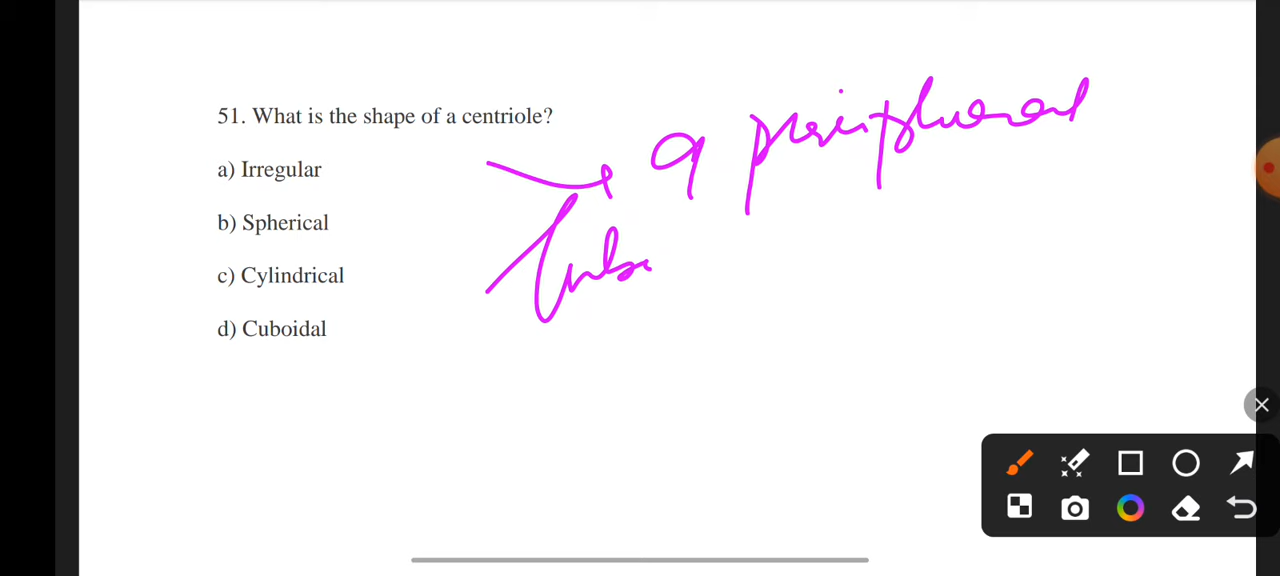 51. What is the shape of a centriole?
a) Irregular
b) Spherical
c) Cylindrical
d) Cuboidal
9 peripheral